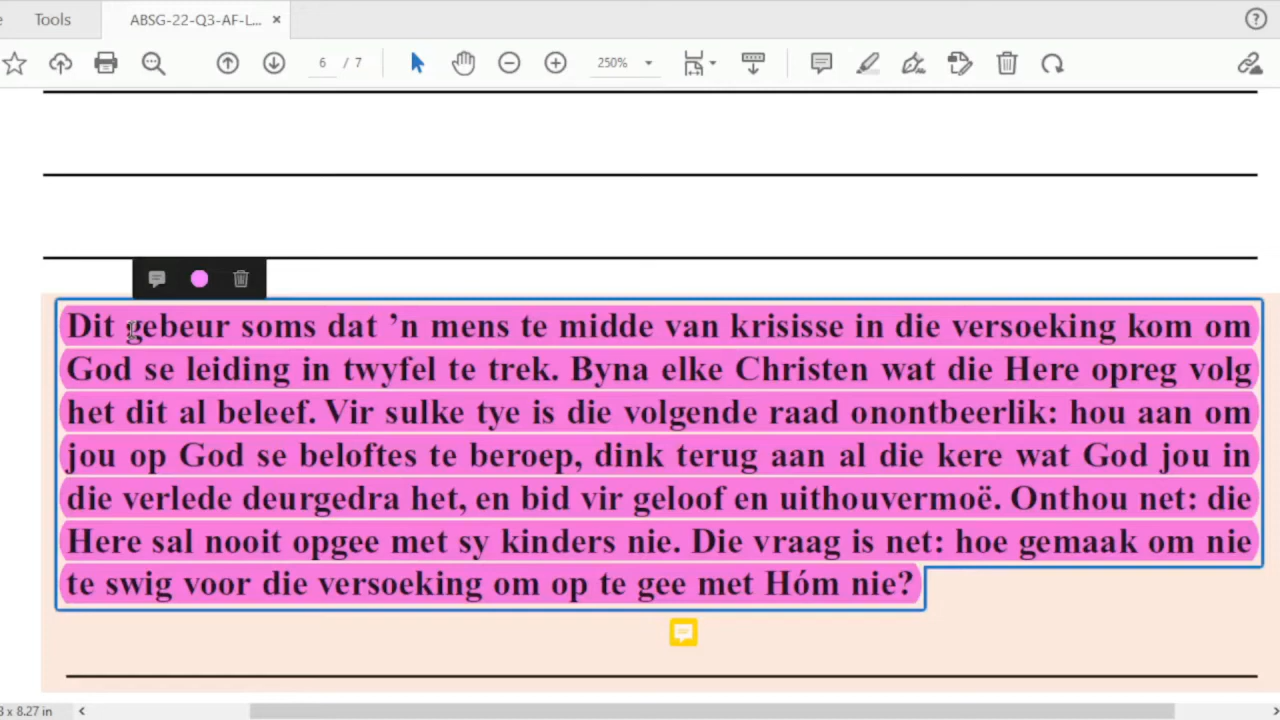 Tools
ABSG-22-Q3-AF-L...
6 / 7
250%
Dit gebeur soms dat ’n mens te midde van krisisse in die versoeking kom om
God se leiding in twyfel te trek. Byna elke Christen wat die Here opreg volg
het dit al beleef. Vir sulke tye is die volgende raad onontbeerlik: hou aan om
jou op God se beloftes te beroep, dink terug aan al die kere wat God jou in
die verlede deurgedra het, en bid vir geloof en uithouvermoë. Onthou net: die
Here sal nooit opgee met sy kinders nie. Die vraag is net: hoe gemaak om nie
te swig voor die versoeking om op te gee met Hóm nie?
x 8.27 in